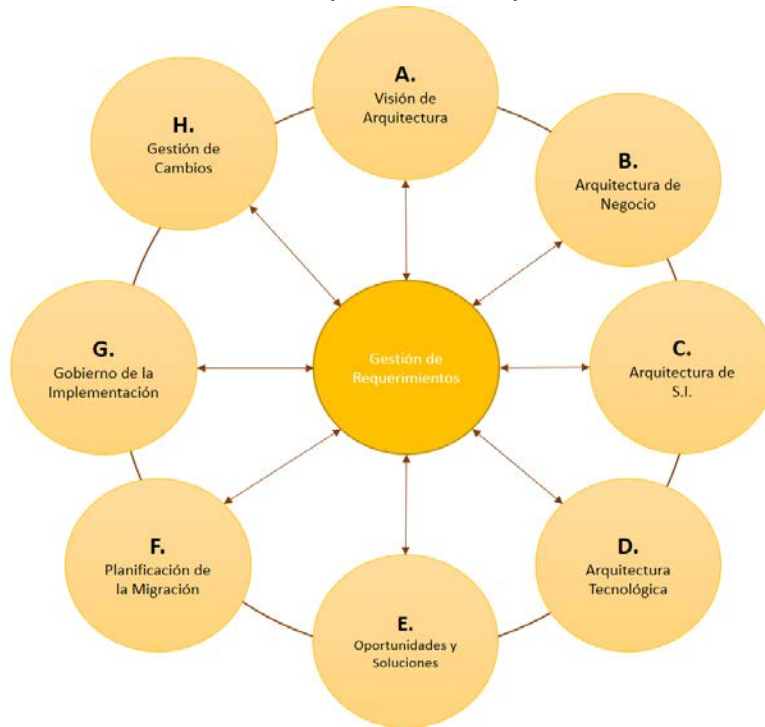 A.
Visión de
Arquitectura
B.
Arquitectura de
Negocio
C.
Arquitectura de
S.I.
D.
Arquitectura
Tecnológica
E.
Oportunidades y
Soluciones
F.
Planificación de
la Migración
G.
Gobierno de la
Implementación
H.
Gestión de
Cambios
Gestión de
Requerimientos